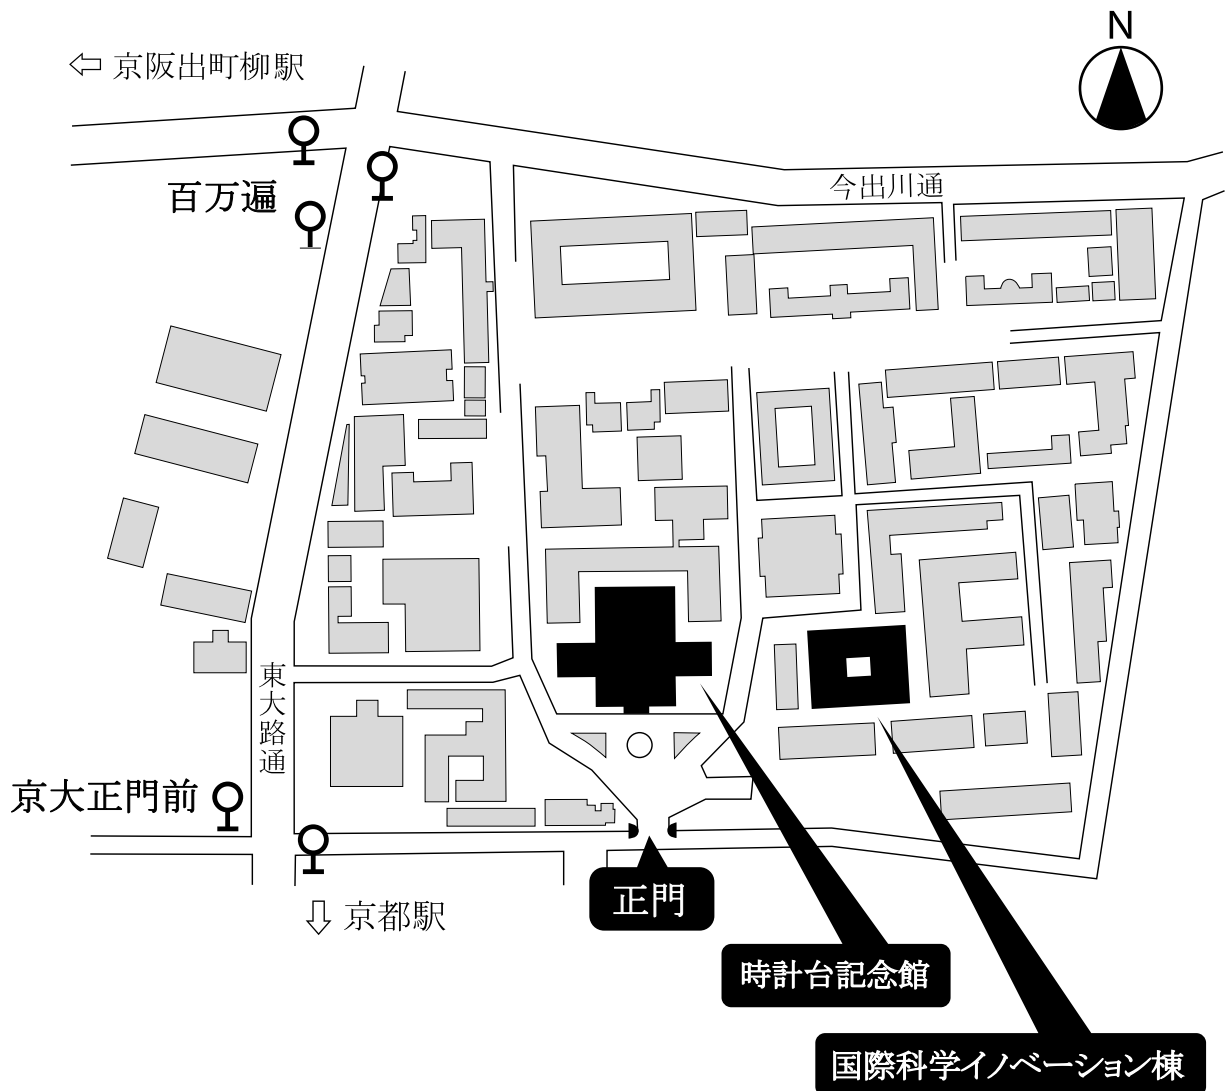 N
京阪出町柳駅
百万遍
今出川通
東大路通
京大正門前
正門
京都駅
時計台記念館
国際科学イノベーション棟